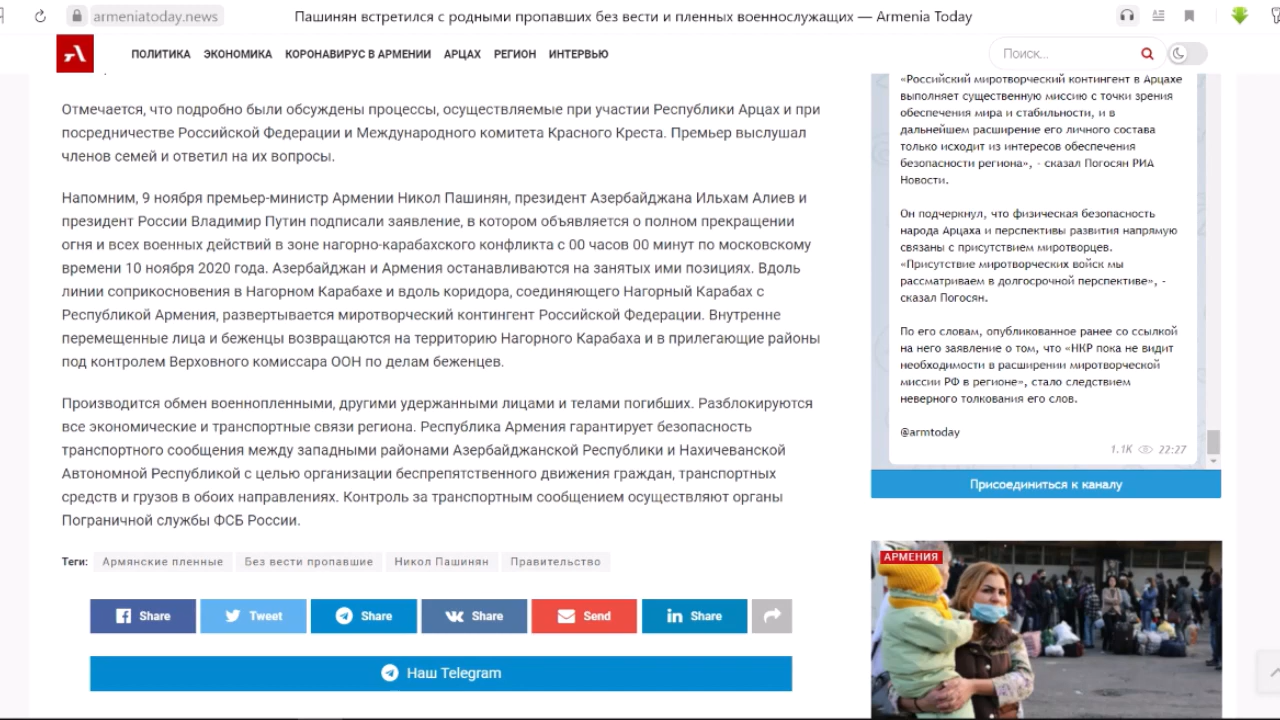 armeniatoday.news
Пашинян встретился с родными пропавших без вести и пленных военнослужащих — Armenia Today
ПОЛИТИКА ЭКОНОМИКА КОРОНАВИРУС В АРМЕНИИ АРЦАХ РЕГИОН ИНТЕРВЬЮ
Поиск...
Отмечается, что подробно были обсуждены процессы, осуществляемые при участии Республики Арцах и при
посредничестве Российской Федерации и Международного комитета Красного Креста. Премьер выслушал
членов семей и ответил на их вопросы.
Напомним, 9 ноября премьер-министр Армении Никол Пашинян, президент Азербайджана Ильхам Алиев и
президент России Владимир Путин подписали заявление, в котором объявляется о полном прекращении
огня и всех военных действий в зоне нагорно-карабахского конфликта с 00 часов 00 минут по московскому
времени 10 ноября 2020 года. Азербайджан и Армения останавливаются на занятых ими позициях. Вдоль
линии соприкосновения в Нагорном Карабахе и вдоль коридора, соединяющего Нагорный Карабах с
Республикой Армения, развертывается миротворческий контингент Российской Федерации. Внутренне
перемещенные лица и беженцы возвращаются на территорию Нагорного Карабаха и в прилегающие районы
под контролем Верховного комиссара ООН по делам беженцев.
Производится обмен военнопленными, другими удержанными лицами и телами погибших. Разблокируются
все экономические и транспортные связи региона. Республика Армения гарантирует безопасность
транспортного сообщения между западными районами Азербайджанской Республики и Нахичеванской
Автономной Республикой с целью организации беспрепятственного движения граждан, транспортных
средств и грузов в обоих направлениях. Контроль за транспортным сообщением осуществляют органы
Пограничной службы ФСБ России.
Теги: Армянские пленные Без вести пропавшие Никол Пашинян Правительство
Share Tweet Share Share Send Share
Наш Telegram
«Российский миротворческий контингент в Арцахе
выполняет существенную миссию с точки зрения
обеспечения мира и стабильности, и в
дальнейшем расширение его личного состава
только исходит из интересов обеспечения
безопасности региона», - сказал Погосян РИА
Новости.
Он подчеркнул, что физическая безопасность
народа Арцаха и перспективы развития напрямую
связаны с присутствием миротворцев.
«Присутствие миротворческих войск мы
рассматриваем в долгосрочной перспективе», -
сказал Погосян.
По его словам, опубликованное ранее со ссылкой
на него заявление о том, что «НКР пока не видит
необходимости в расширении миротворческой
миссии РФ в регионе», стало следствием
неверного толкования его слов.
@armtoday
1.1K 22:27
Присоединиться к каналу
АРМЕНИЯ